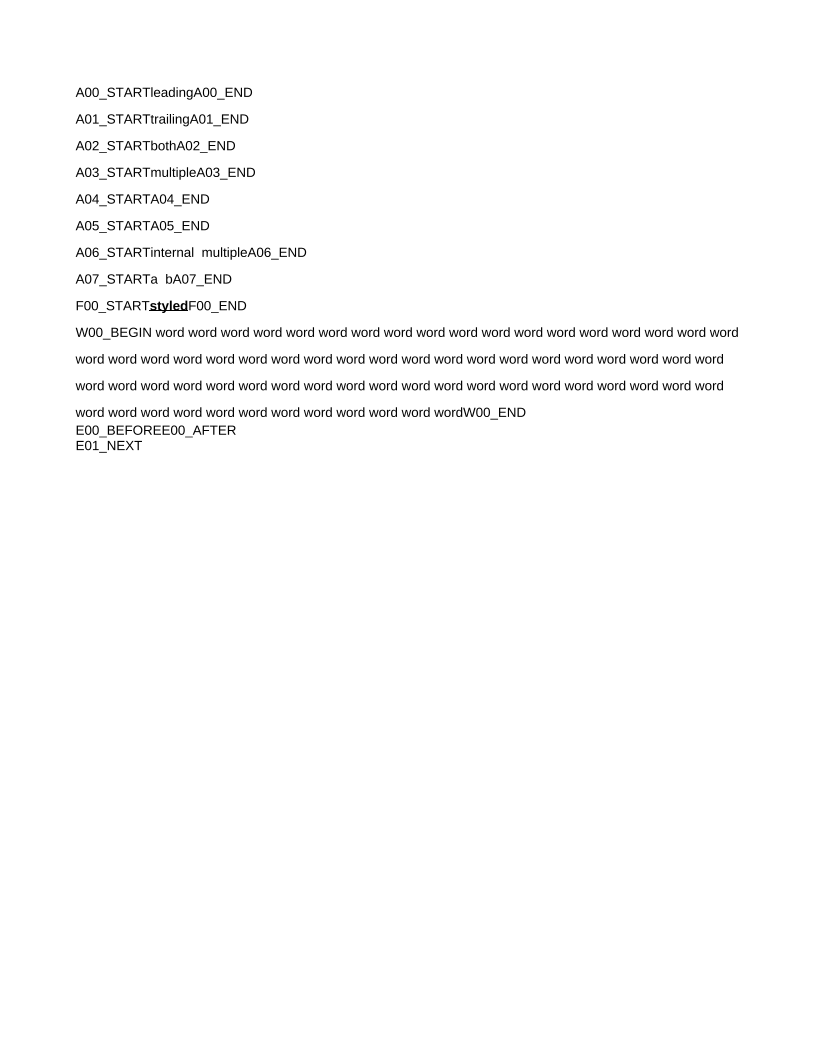 A00_STARTleadingA00_END
A01_STARTtrailingA01_END
A02_STARTbothA02_END
A03_STARTmultipleA03_END
A04_STARTA04_END
A05_STARTA05_END
A06_STARTinternal  multipleA06_END
A07_STARTa  bA07_END
F00_STARTstyledF00_END
W00_BEGIN word word word word word word word word word word word word word word word word word word
word word word word word word word word word word word word word word word word word word word word
word word word word word word word word word word word word word word word word word word word word
word word word word word word word word word word word wordW00_END
E00_BEFOREE00_AFTER
E01_NEXT